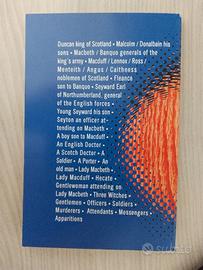 Duncan king of Scotland • Malcolm / Donalbain his
sons • Macbeth / Banquo generals of the
king's army • Macduff / Lennox / Ross /
Menteith / Angus / Caithness
noblemen of Scotland • Fleance
son to Banquo • Seyward Earl
of Northumberland, general
of the English forces •
Young Seyward his son •
Seyton an officer at-
tending on Macbeth •
A boy son to Macduff
• An English Doctor •
A Scotch Doctor • A
Soldier • A Porter • An
old man • Lady Macbeth •
Lady Macduff • Hecate •
Gentlewoman attending on
Lady Macbeth • Three Witches •
Gentlemen • Officers • Soldiers •
Murderers • Attendants • Messengers •
Apparitions
subito.it